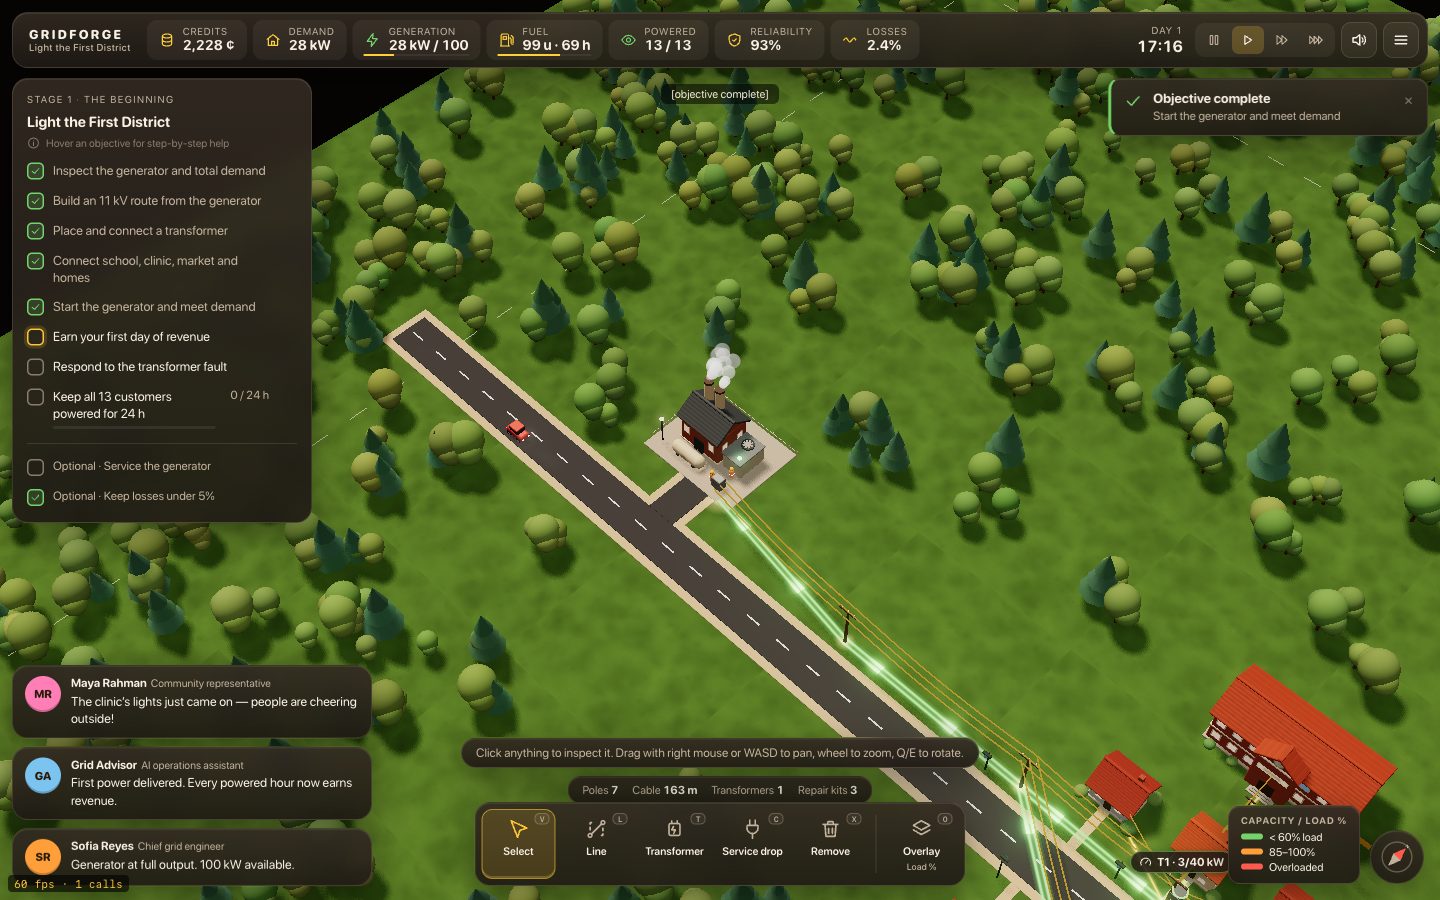 GRIDFORGE
Light the First District
CREDITS
2,228 ¢
DEMAND
28 kW
GENERATION
28 kW / 100
FUEL
99 u · 69 h
POWERED
13 / 13
RELIABILITY
93%
LOSSES
2.4%
DAY 1
17:16
STAGE 1 · THE BEGINNING
Light the First District
Hover an objective for step-by-step help
Inspect the generator and total demand
Build an 11 kV route from the generator
Place and connect a transformer
Connect school, clinic, market and
homes
Start the generator and meet demand
Earn your first day of revenue
Respond to the transformer fault
Keep all 13 customers
powered for 24 h
0 / 24 h
Optional · Service the generator
Optional · Keep losses under 5%
[objective complete]
Objective complete
Start the generator and meet demand
×
MR
Maya Rahman Community representative
The clinic's lights just came on — people are cheering
outside!
GA
Grid Advisor AI operations assistant
First power delivered. Every powered hour now earns
revenue.
SR
Sofia Reyes Chief grid engineer
Generator at full output. 100 kW available.
60 fps · 1 calls
Click anything to inspect it. Drag with right mouse or WASD to pan, wheel to zoom, Q/E to rotate.
Poles 7 Cable 163 m Transformers 1 Repair kits 3
V
Select
L
Line
T
Transformer
C
Service drop
X
Remove
O
Overlay
Load %
T1 · 3/40 kW
CAPACITY / LOAD %
< 60% load
85–100%
Overloaded